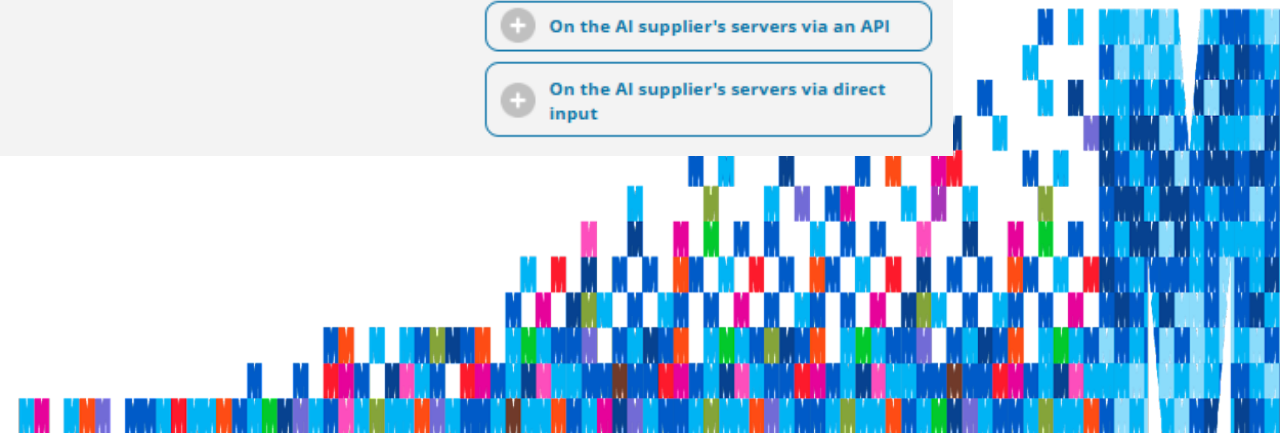 On the AI supplier's servers via an API
On the AI supplier's servers via direct
input